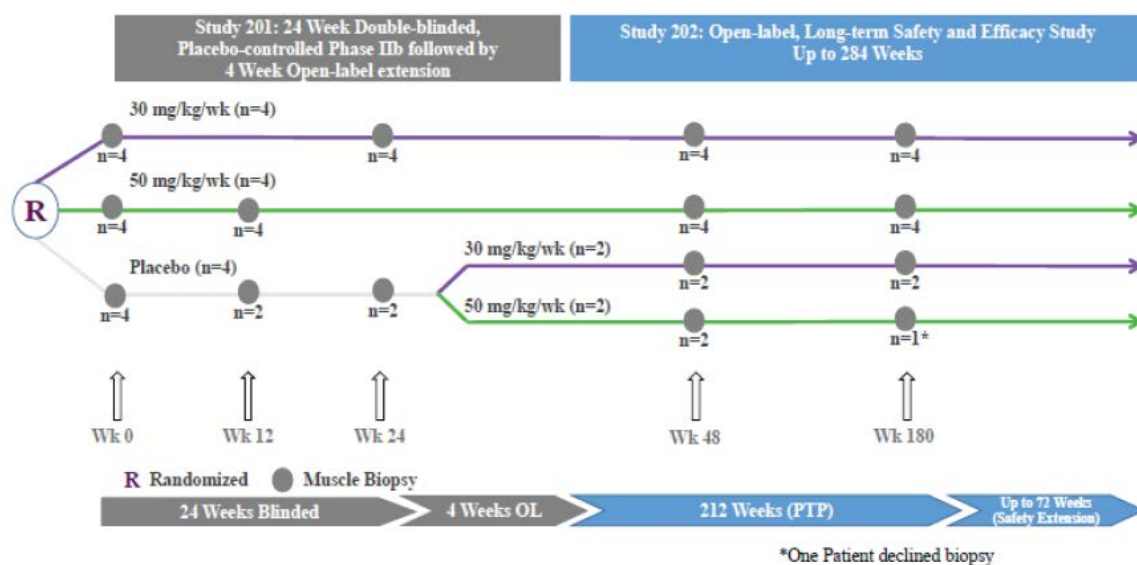 Study 201: 24 Week Double-blinded,
Placebo-controlled Phase IIb followed by
4 Week Open-label extension
Study 202: Open-label, Long-term Safety and Efficacy Study
Up to 284 Weeks
30 mg/kg/wk (n=4)
n=4
n=4
n=4
n=4
50 mg/kg/wk (n=4)
R
n=4
n=4
n=4
n=4
30 mg/kg/wk (n=2)
Placebo (n=4)
n=2
n=2
50 mg/kg/wk (n=2)
n=4
n=2
n=2
n=2
n=1*
Wk 0
Wk 12
Wk 24
Wk 48
Wk 180
R Randomized
Muscle Biopsy
24 Weeks Blinded
4 Weeks OL
212 Weeks (PTP)
Up to 72 Weeks
(Safety Extension)
*One Patient declined biopsy